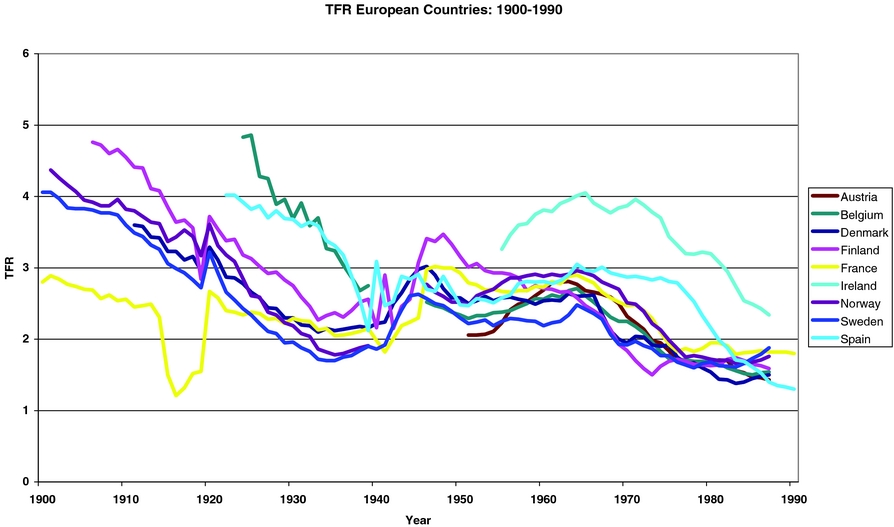 TFR European Countries: 1900-1990
6
5
4
3
2
1
0
TFR
1900 1910 1920 1930 1940 1950 1960 1970 1980 1990
Year
Austria
Belgium
Denmark
Finland
France
Ireland
Norway
Sweden
Spain